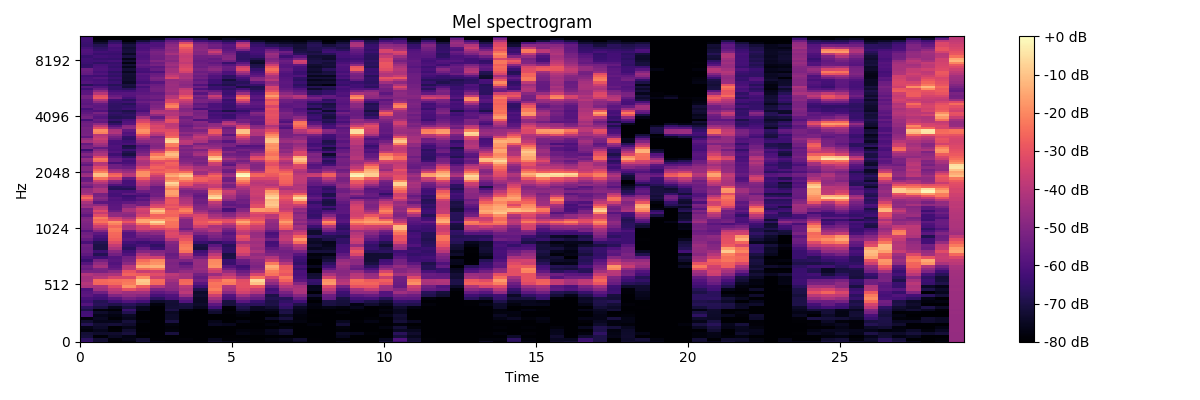 Mel spectrogram
Hz
8192
4096
2048
1024
512
0
0 5 10 15 20 25
Time
+0 dB
-10 dB
-20 dB
-30 dB
-40 dB
-50 dB
-60 dB
-70 dB
-80 dB